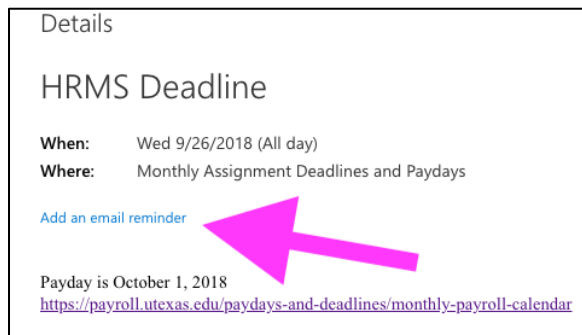 Details
HRMS Deadline
When: Wed 9/26/2018 (All day)
Where: Monthly Assignment Deadlines and Paydays
Add an email reminder
Payday is October 1, 2018
https://payroll.utexas.edu/paydays-and-deadlines/monthly-payroll-calendar